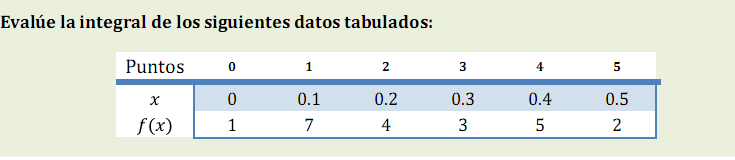 Evalúe la integral de los siguientes datos tabulados:
Puntos 0 1 2 3 4 5
x 0 0.1 0.2 0.3 0.4 0.5
f(x) 1 7 4 3 5 2